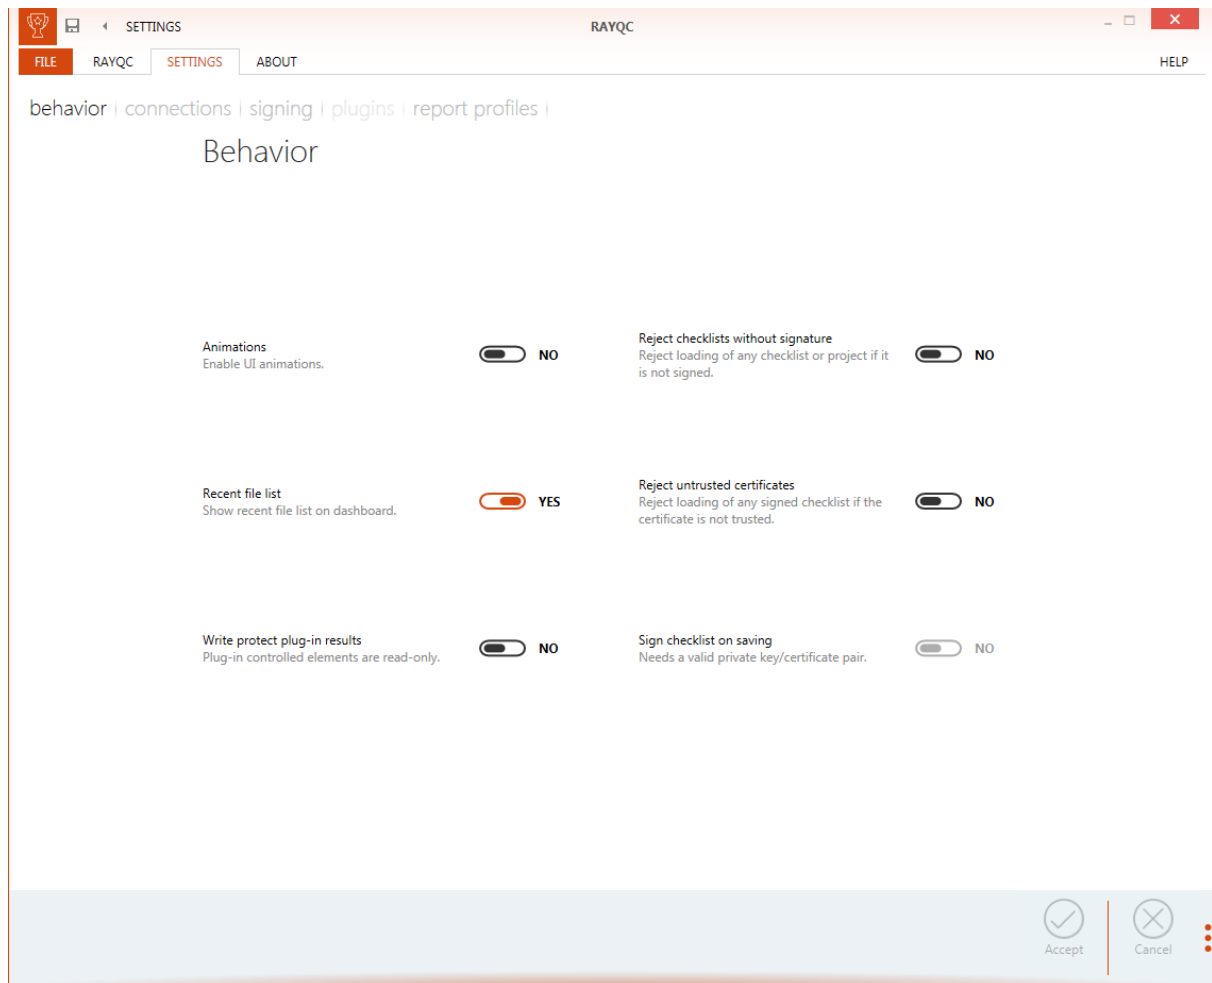 SETTINGS
RAYQC
FILE RAYQC SETTINGS ABOUT HELP
behavior connections signing plugins report profiles
Behavior
Animations
Enable UI animations.
NO
Reject checklists without signature
Reject loading of any checklist or project if it
is not signed.
NO
Recent file list
Show recent file list on dashboard.
YES
Reject untrusted certificates
Reject loading of any signed checklist if the
certificate is not trusted.
NO
Write protect plug-in results
Plug-in controlled elements are read-only.
NO
Sign checklist on saving
Needs a valid private key/certificate pair.
NO
Accept
Cancel